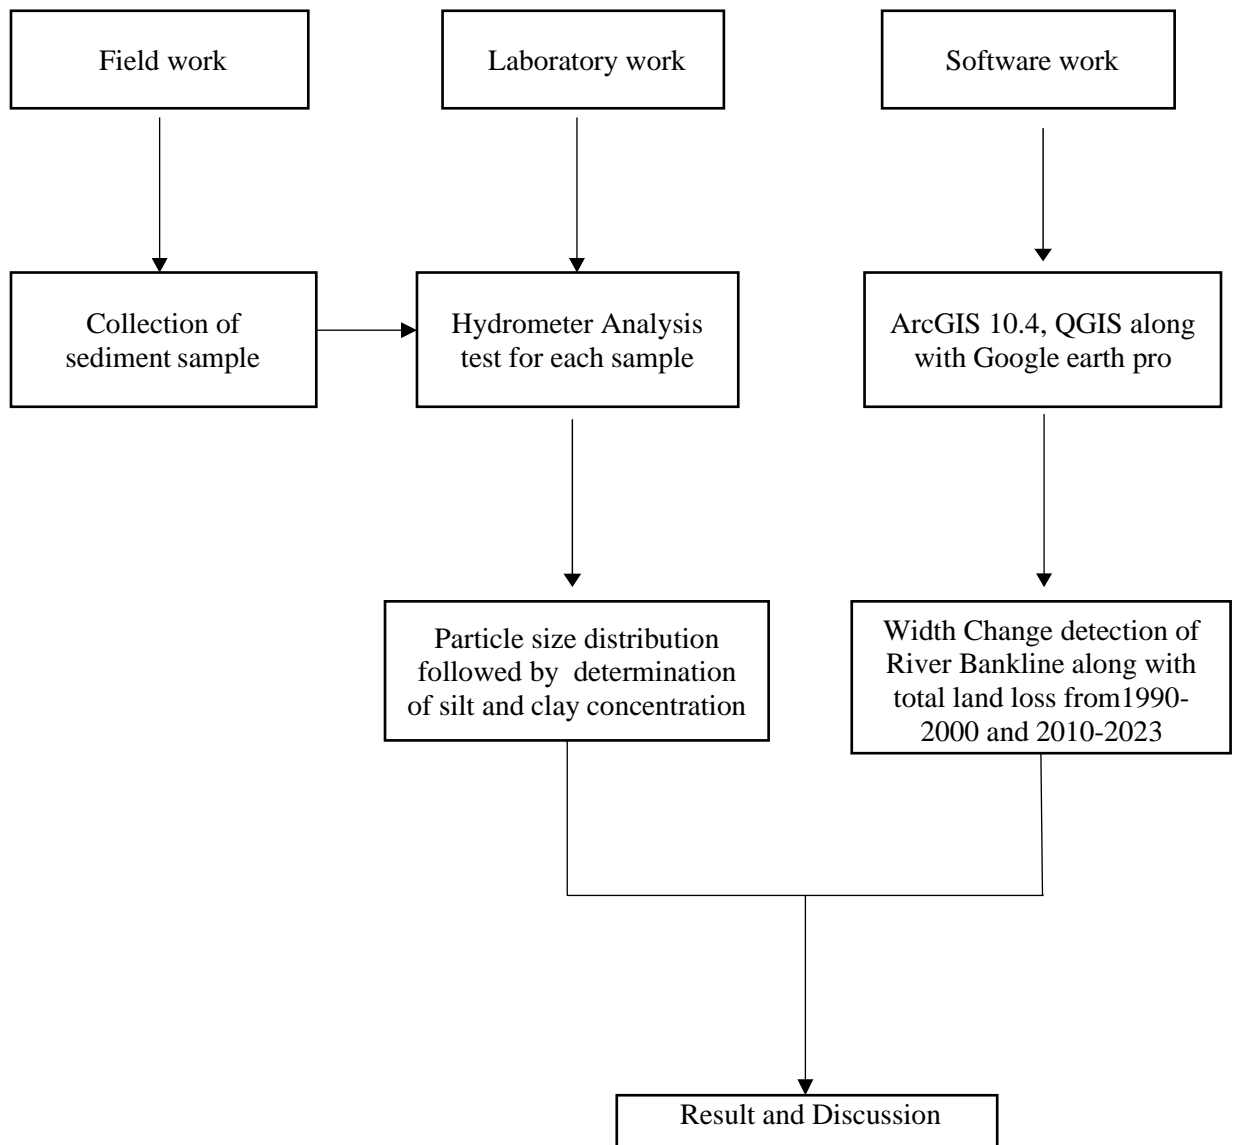 Field work
Laboratory work
Software work
Collection of
sediment sample
Hydrometer Analysis
test for each sample
ArcGIS 10.4, QGIS along
with Google earth pro
Particle size distribution
followed by determination
of silt and clay concentration
Width Change detection of
River Bankline along with
total land loss from1990-
2000 and 2010-2023
Result and Discussion